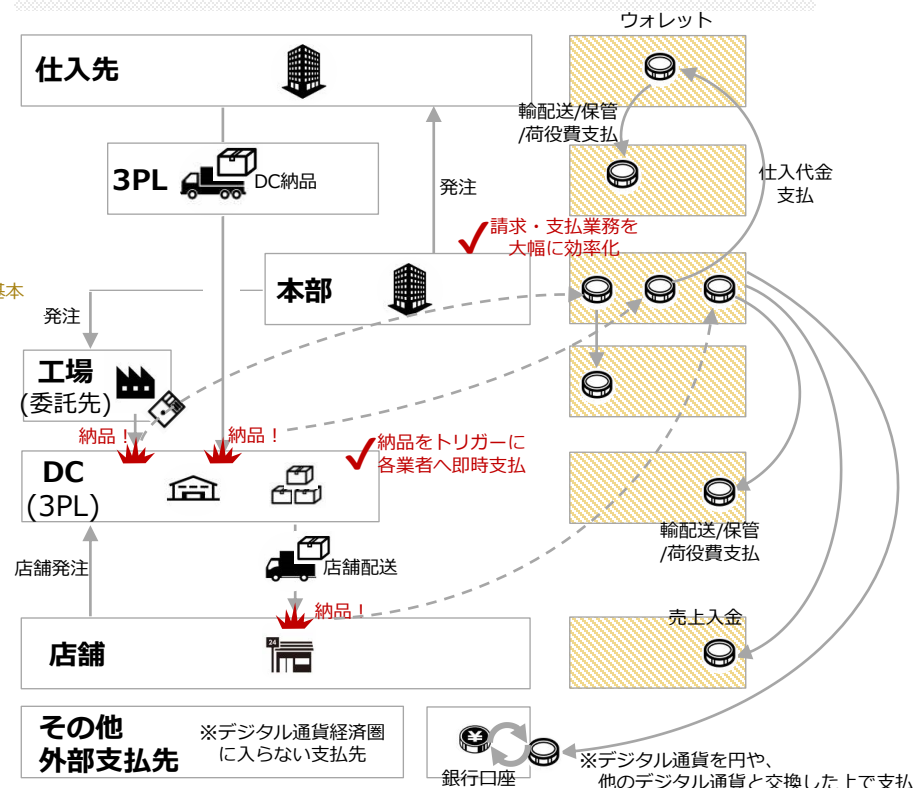 ウォレット
仕入先
輸配送/保管
/荷役費支払
3PL
DC納品
発注
仕入代金
支払
請求・支払業務を
大幅に効率化
本部
基本
発注
工場
(委託先)
納品！
納品！
納品をトリガーに
各業者へ即時支払
DC
(3PL)
輸配送/保管
/荷役費支払
店舗発注
店舗配送
納品！
売上入金
24
店舗
その他
外部支払先
※デジタル通貨経済圏
に入らない支払先
¥
銀行口座
※デジタル通貨を円や、
他のデジタル通貨と交換した上で支払